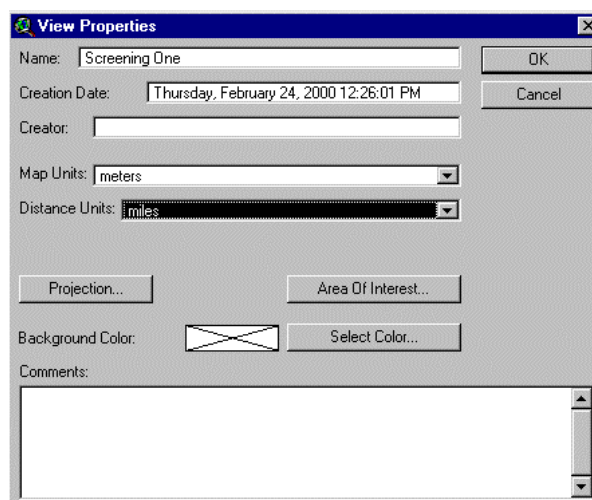 View Properties
Name: Screening One
OK
Creation Date: Thursday, February 24, 2000 12:26:01 PM
Cancel
Creator:
Map Units: meters
Distance Units: miles
Projection...
Area Of Interest...
Background Color:
Select Color...
Comments: